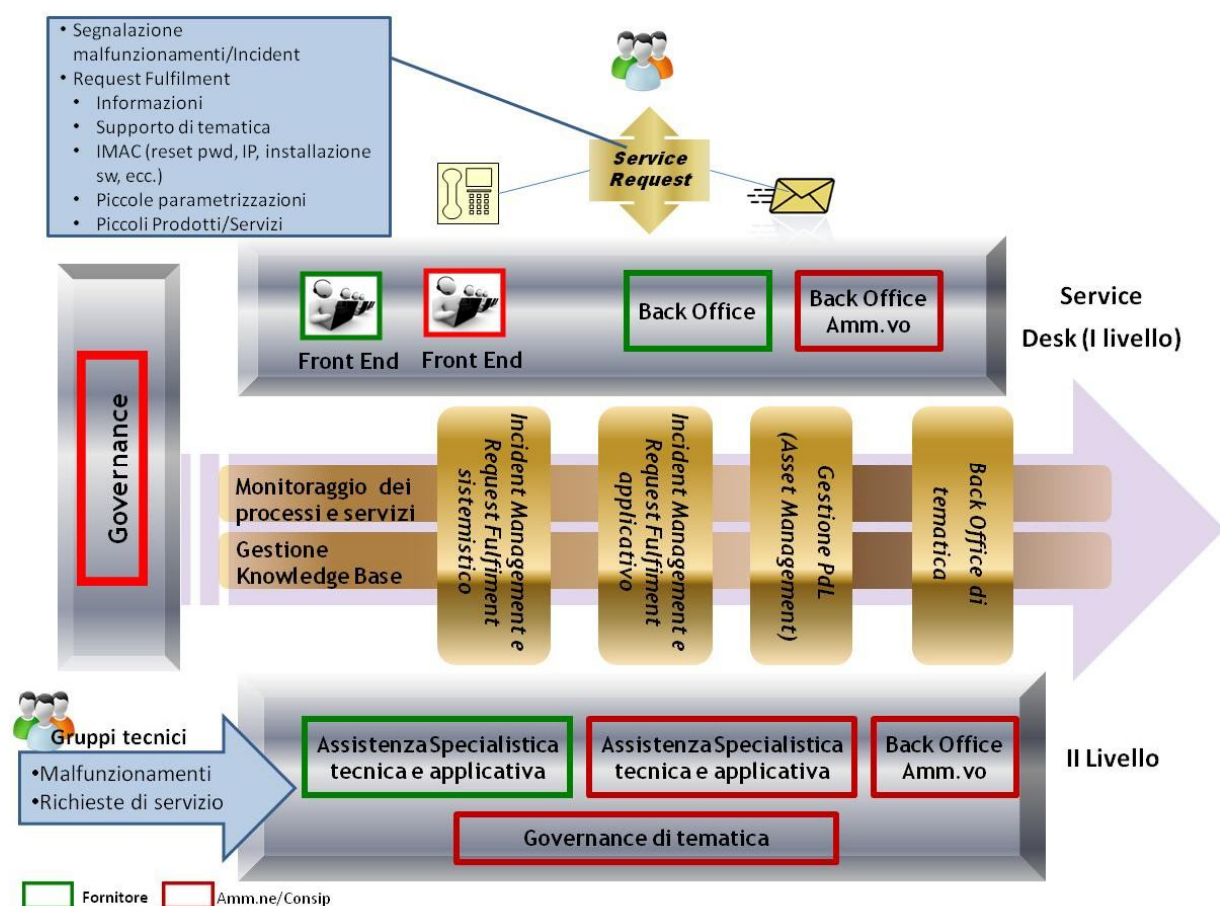 • Segnalazione
malfunzionamenti/Incident
• Request Fulfilment
• Informazioni
• Supporto di tematica
• IMAC (reset pwd, IP, installazione
sw, ecc.)
• Piccole parametrizzazioni
• Piccoli Prodotti/Servizi
Service
Request
Front End
Front End
Back Office
Back Office
Amm.vo
Service
Desk (I livello)
Governance
Monitoraggio dei
processi e servizi
Gestione
Knowledge Base
Incident Management e
Request Fulfiment
sistemistico
Incident Management e
Request Fulfiment
applicativo
Gestione PdL
(Asset Management)
Back Office di
tematica
Gruppi tecnici
•Malfunzionamenti
•Richieste di servizio
Assistenza Specialistica
tecnica e applicativa
Assistenza Specialistica
tecnica e applicativa
Back Office
Amm.vo
II Livello
Governance di tematica
Fornitore
Amm.ne/Consip